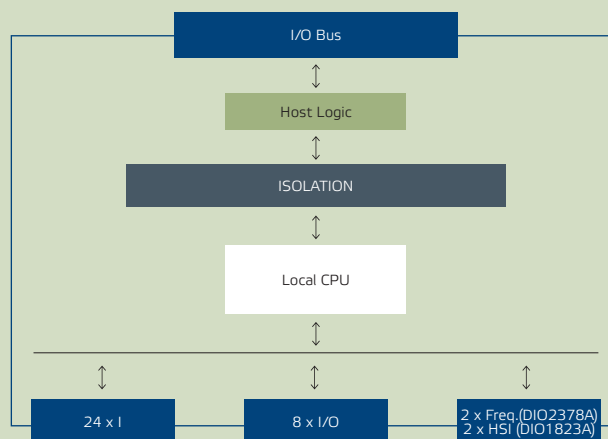 I/O Bus
Host Logic
ISOLATION
Local CPU
24 x I
8 x I/O
2 x Freq.(DIO2378A)
2 x HSI (DIO1823A)